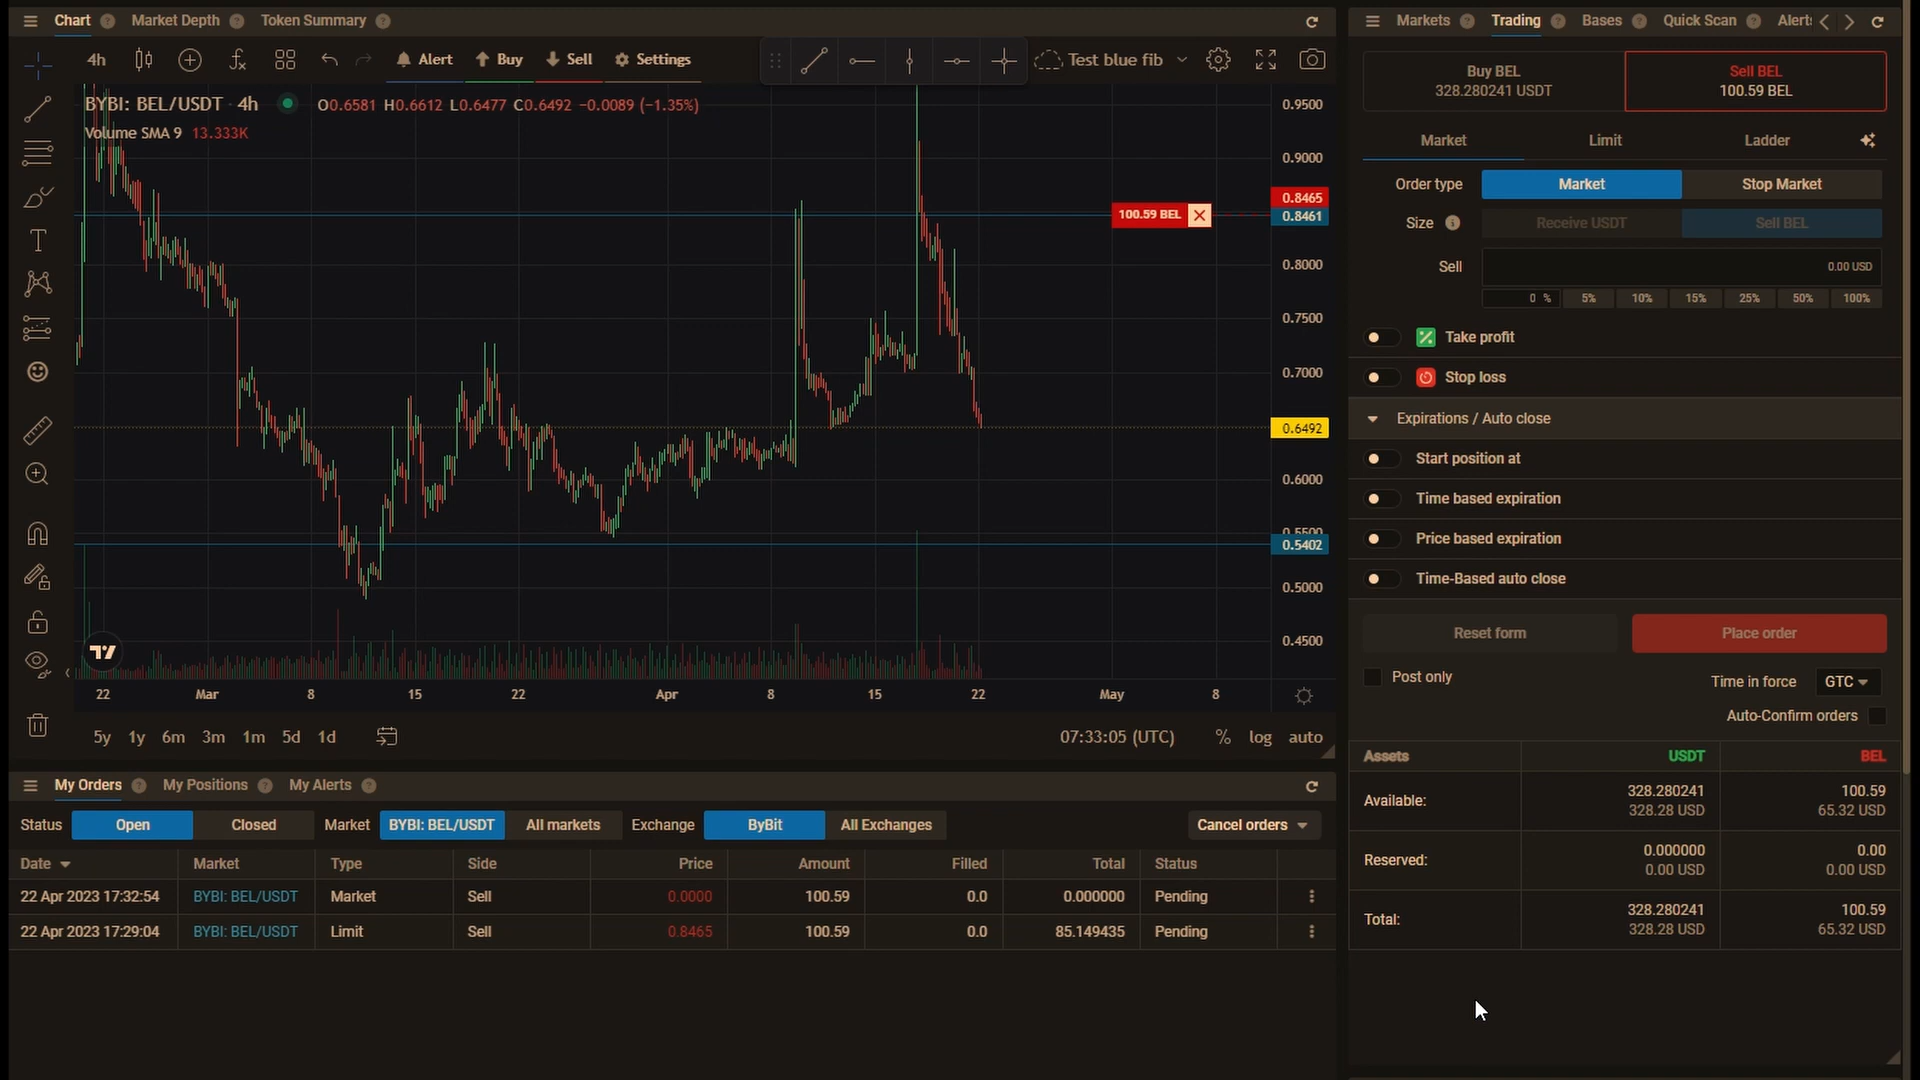 Chart Market Depth Token Summary
4h Alert Buy Sell Settings Test blue fib
BYBI: BEL/USDT · 4h O0.6581 H0.6612 L0.6477 C0.6492 −0.0089 (−1.35%)
Volume SMA 9 13.333K
0.9500
0.9000
0.8465
100.59 BEL 0.8461
0.8000
0.7500
0.7000
0.6492
0.6000
0.5500
0.5402
0.5000
0.4500
22 Mar 8 15 22 Apr 8 15 22 May 8
5y 1y 6m 3m 1m 5d 1d 07:33:05 (UTC) % log auto
My Orders My Positions My Alerts
Status Open Closed Market BYBI: BEL/USDT All markets Exchange ByBit All Exchanges Cancel orders
Date Market Type Side Price Amount Filled Total Status
22 Apr 2023 17:32:54 BYBI: BEL/USDT Market Sell 0.0000 100.59 0.0 0.000000 Pending
22 Apr 2023 17:29:04 BYBI: BEL/USDT Limit Sell 0.8465 100.59 0.0 85.149435 Pending
Markets Trading Bases Quick Scan Alerts
Buy BEL Sell BEL
328.280241 USDT 100.59 BEL
Market Limit Ladder
Order type Market Stop Market
Size Receive USDT Sell BEL
Sell 0.00 USD
0 % 5% 10% 15% 25% 50% 100%
Take profit
Stop loss
Expirations / Auto close
Start position at
Time based expiration
Price based expiration
Time-Based auto close
Reset form Place order
Post only Time in force GTC
Auto-Confirm orders
Assets USDT BEL
Available: 328.280241 100.59
328.28 USD 65.32 USD
Reserved: 0.000000 0.00
0.00 USD 0.00 USD
Total: 328.280241 100.59
328.28 USD 65.32 USD